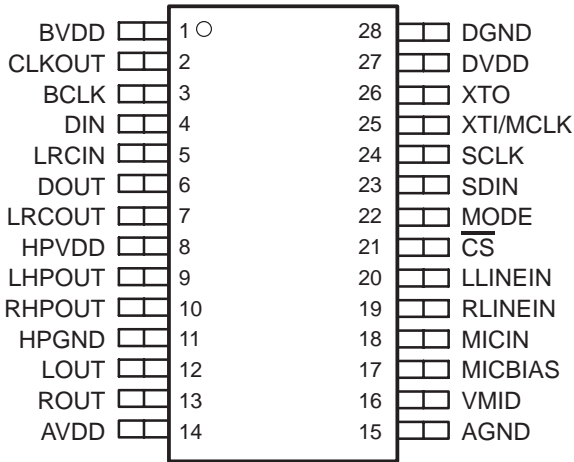 BVDD 1 28 DGND
CLKOUT 2 27 DVDD
BCLK 3 26 XTO
DIN 4 25 XTI/MCLK
LRCIN 5 24 SCLK
DOUT 6 23 SDIN
LRCOUT 7 22 MODE
HPVDD 8 21 C̅S̅
LHPOUT 9 20 LLINEIN
RHPOUT 10 19 RLINEIN
HPGND 11 18 MICIN
LOUT 12 17 MICBIAS
ROUT 13 16 VMID
AVDD 14 15 AGND